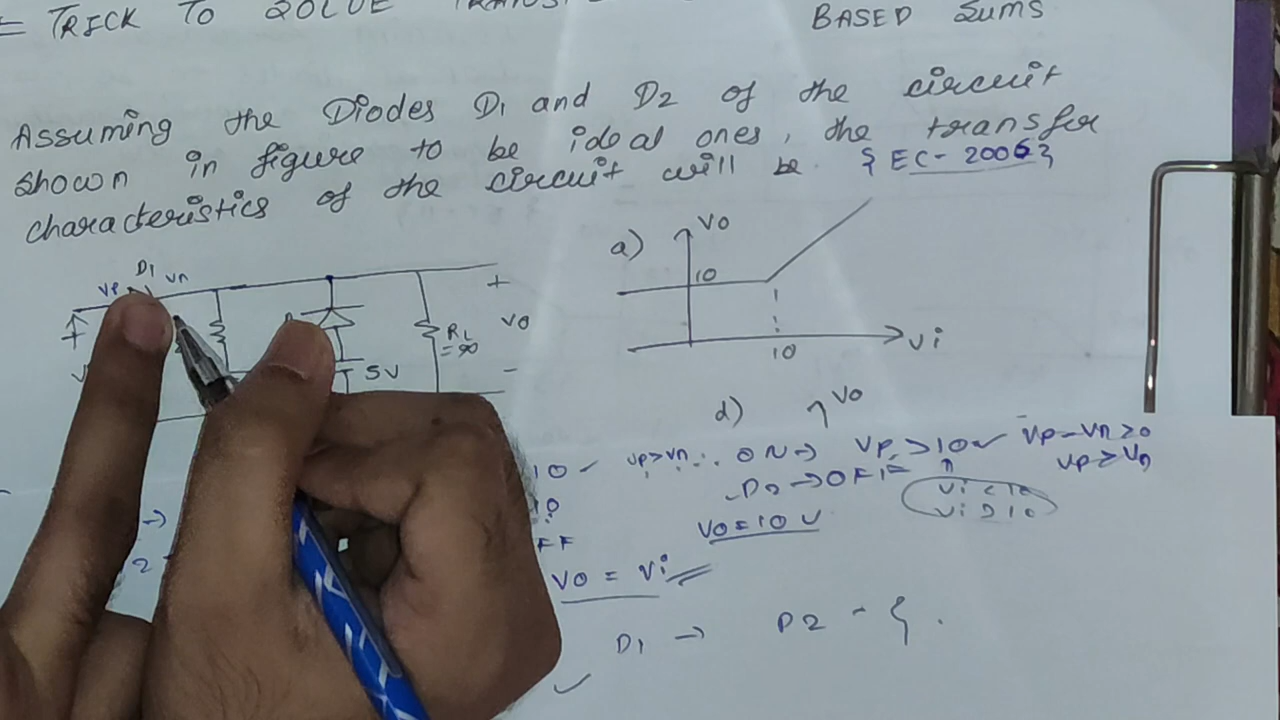 = TRICK TO SOLVE
BASED SUMS
Assuming the Diodes D1 and D2 of the circuit
shown in figure to be ideal ones, the transfer
characteristics of the circuit will be. {EC-2006}
D1
Vp Vn
+
Vo
RL
=∞
-
5V
a)
Vo
10
10
Vi
d) Vo
10 Vp>Vn ∴ ON→ Vp>10 Vp-Vn≥0
Vp≥Vn
D2→OFF
Vi<10
Vi>10
Vo=10V
FF
Vo = Vi
D1 → D2 - {.